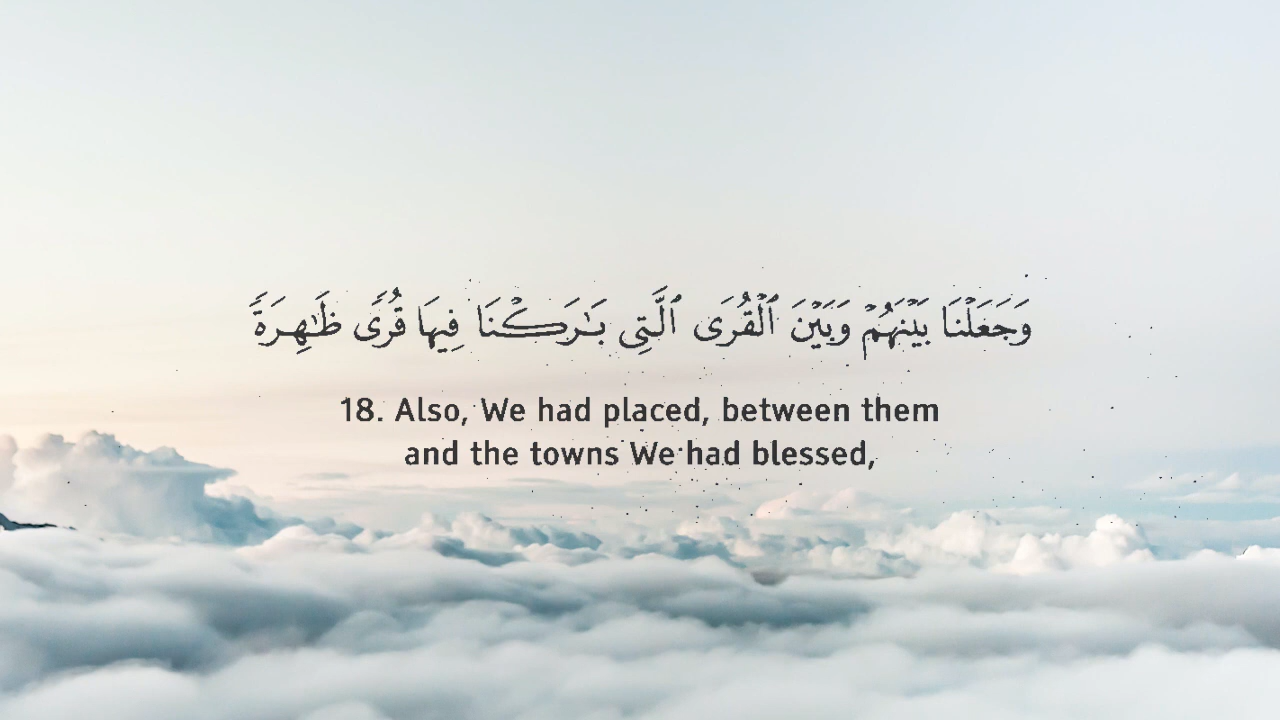 وَجَعَلْنَا بَيْنَهُمْ وَبَيْنَ ٱلْقُرَى ٱلَّتِى بَـٰرَكْنَا فِيهَا قُرًى ظَـٰهِرَةً
18. Also, We had placed, between them
and the towns We had blessed,